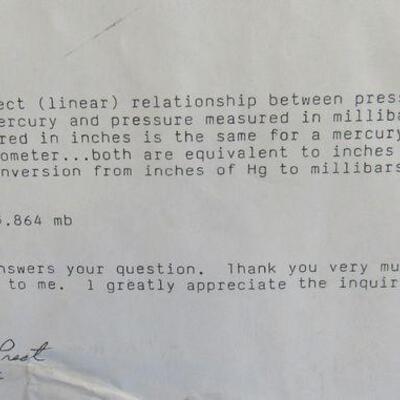 ect (linear) relationship between press
ercury and pressure measured in milliba
red in inches is the same for a mercury
ometer...both are equivalent to inches
nversion from inches of Hg to millibars
.864 mb
nswers your question. Thank you very mu
to me. I greatly appreciate the inquir